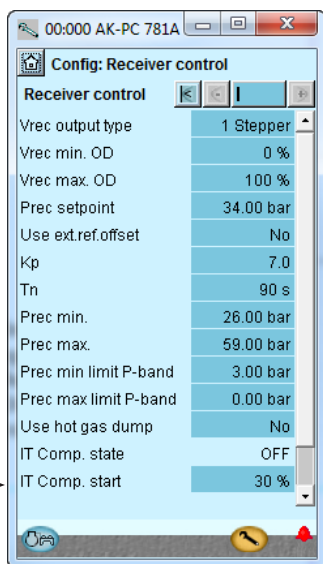 00:000 AK-PC 781A
Config: Receiver control
Receiver control
Vrec output type 1 Stepper
Vrec min. OD 0 %
Vrec max. OD 100 %
Prec setpoint 34.00 bar
Use ext.ref.offset No
Kp 7.0
Tn 90 s
Prec min. 26.00 bar
Prec max. 59.00 bar
Prec min limit P-band 3.00 bar
Prec max limit P-band 0.00 bar
Use hot gas dump No
IT Comp. state OFF
IT Comp. start 30 %